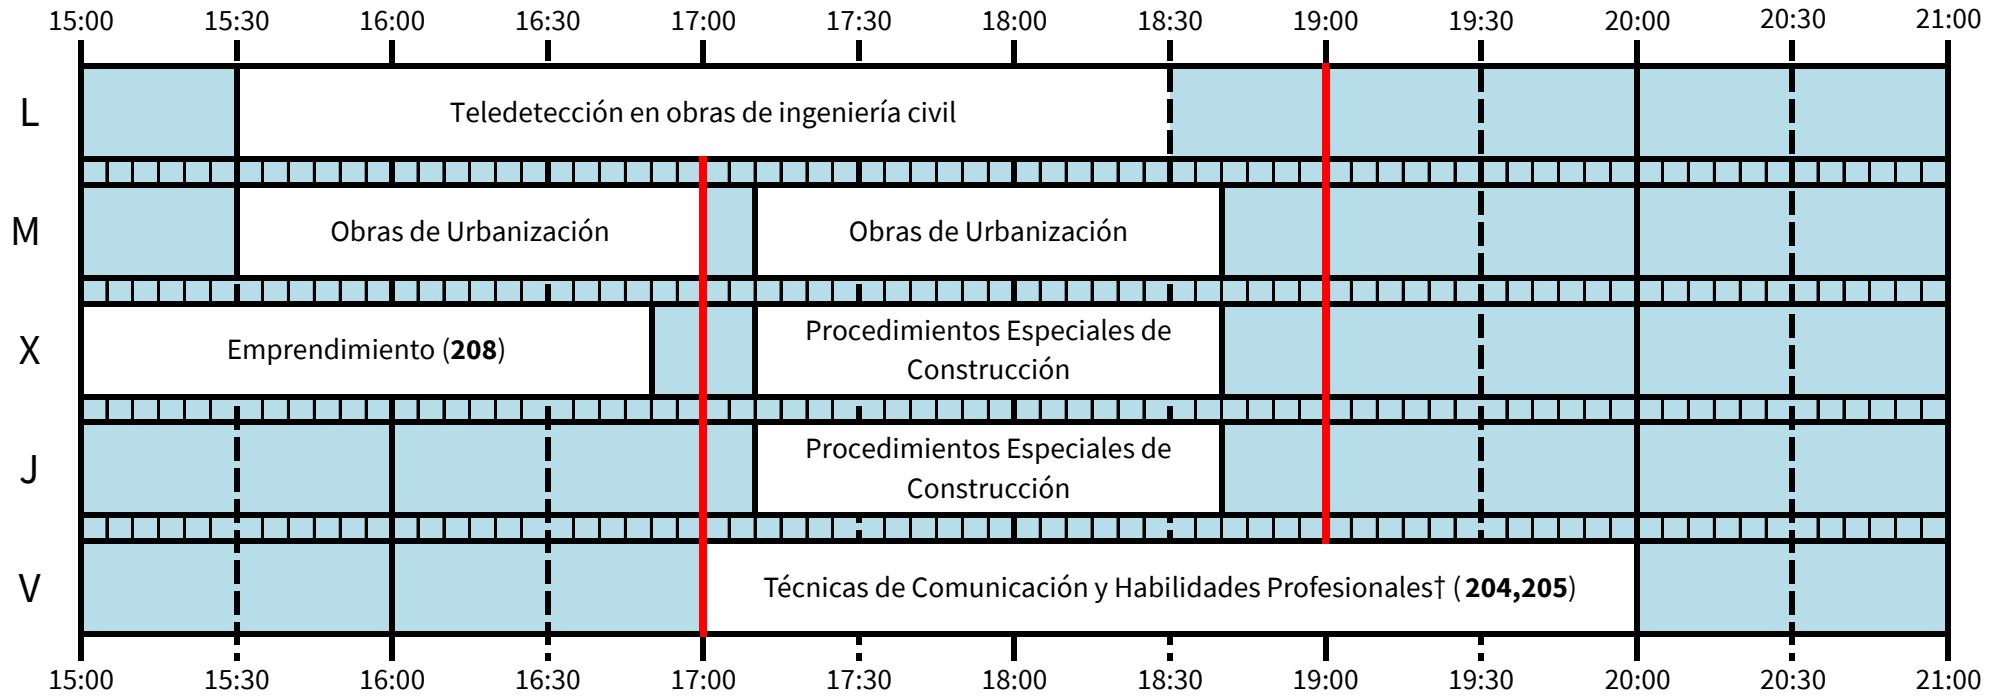 15:00 15:30 16:00 16:30 17:00 17:30 18:00 18:30 19:00 19:30 20:00 20:30 21:00
L
Teledetección en obras de ingeniería civil
M
Obras de Urbanización
Obras de Urbanización
X
Emprendimiento (208)
Procedimientos Especiales de
Construcción
J
Procedimientos Especiales de
Construcción
V
Técnicas de Comunicación y Habilidades Profesionales† (204,205)
15:00 15:30 16:00 16:30 17:00 17:30 18:00 18:30 19:00 19:30 20:00 20:30 21:00